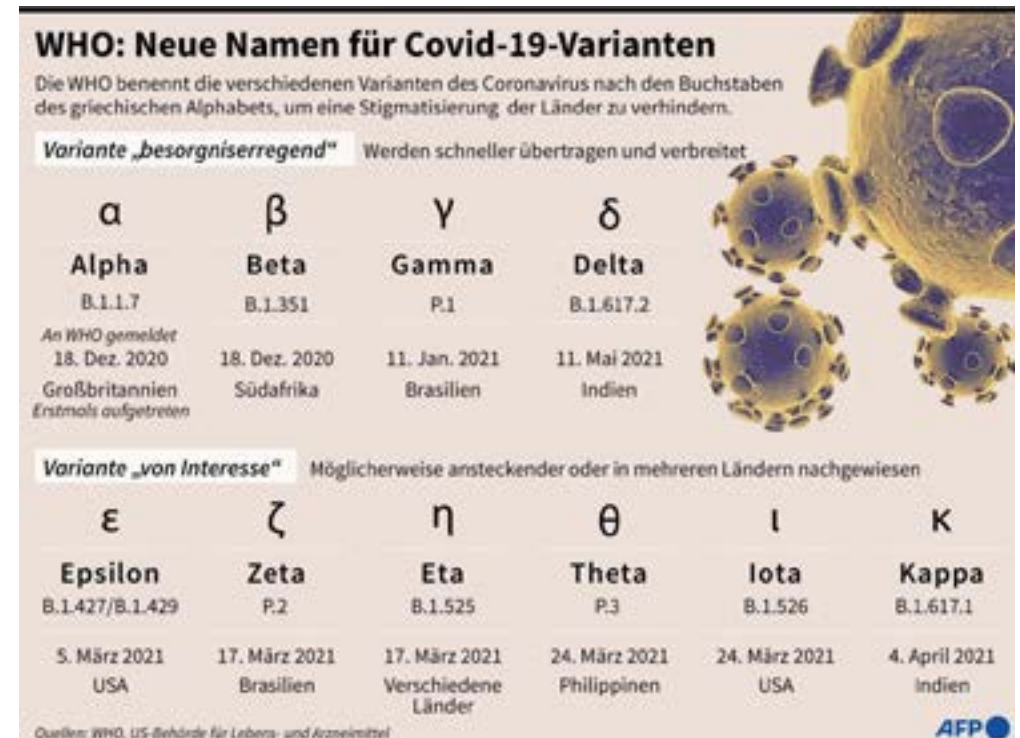 WHO: Neue Namen für Covid-19-Varianten
Die WHO benennt die verschiedenen Varianten des Coronavirus nach den Buchstaben
des griechischen Alphabets, um eine Stigmatisierung der Länder zu verhindern.
Variante „besorgniserregend“ Werden schneller übertragen und verbreitet
α β γ δ
Alpha Beta Gamma Delta
B.1.1.7 B.1.351 P.1 B.1.617.2
An WHO gemeldet
18. Dez. 2020 18. Dez. 2020 11. Jan. 2021 11. Mai 2021
Großbritannien Südafrika Brasilien Indien
Erstmals aufgetreten
Variante „von Interesse“ Möglicherweise ansteckender oder in mehreren Ländern nachgewiesen
ε ζ η θ ι κ
Epsilon Zeta Eta Theta Iota Kappa
B.1.427/B.1.429 P.2 B.1.525 P.3 B.1.526 B.1.617.1
5. März 2021 17. März 2021 17. März 2021 24. März 2021 24. März 2021 4. April 2021
USA Brasilien Verschiedene Philippinen USA Indien
Länder
Quellen: WHO, US-Behörde für Lebens- und Arzneimittel
AFP